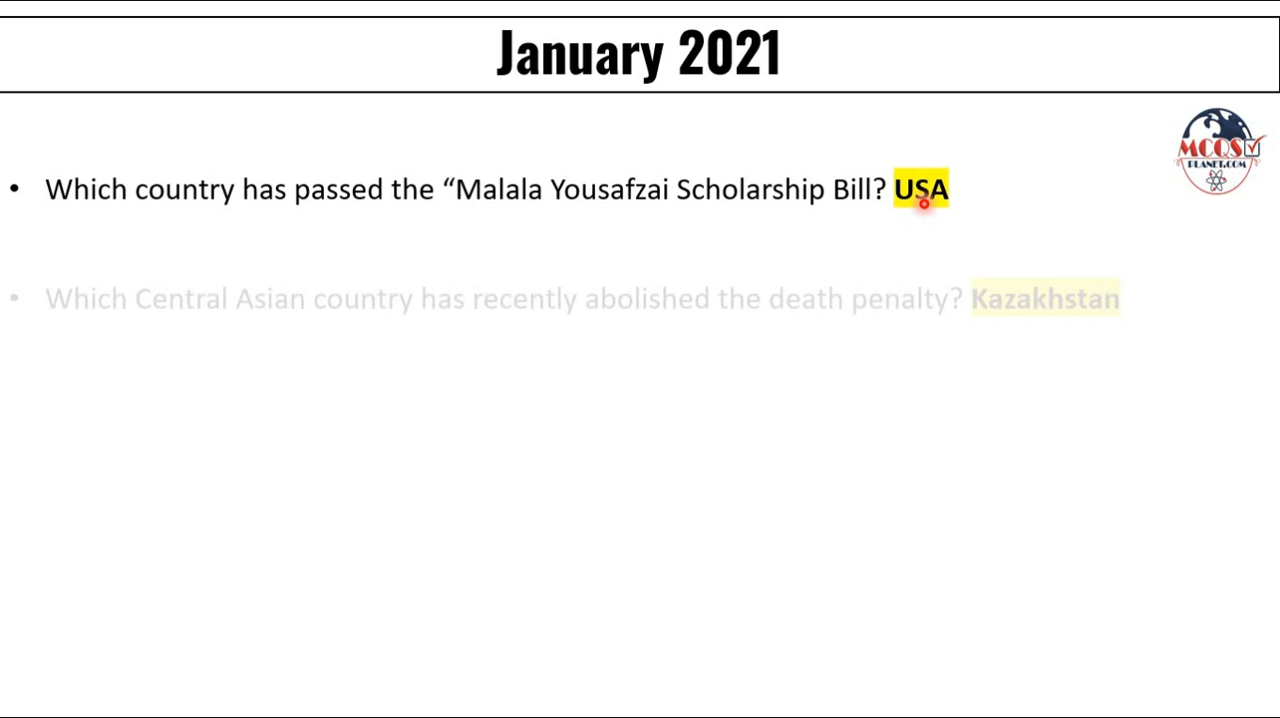 January 2021
MCQS
PLANET.COM
• Which country has passed the “Malala Yousafzai Scholarship Bill? USA
• Which Central Asian country has recently abolished the death penalty? Kazakhstan